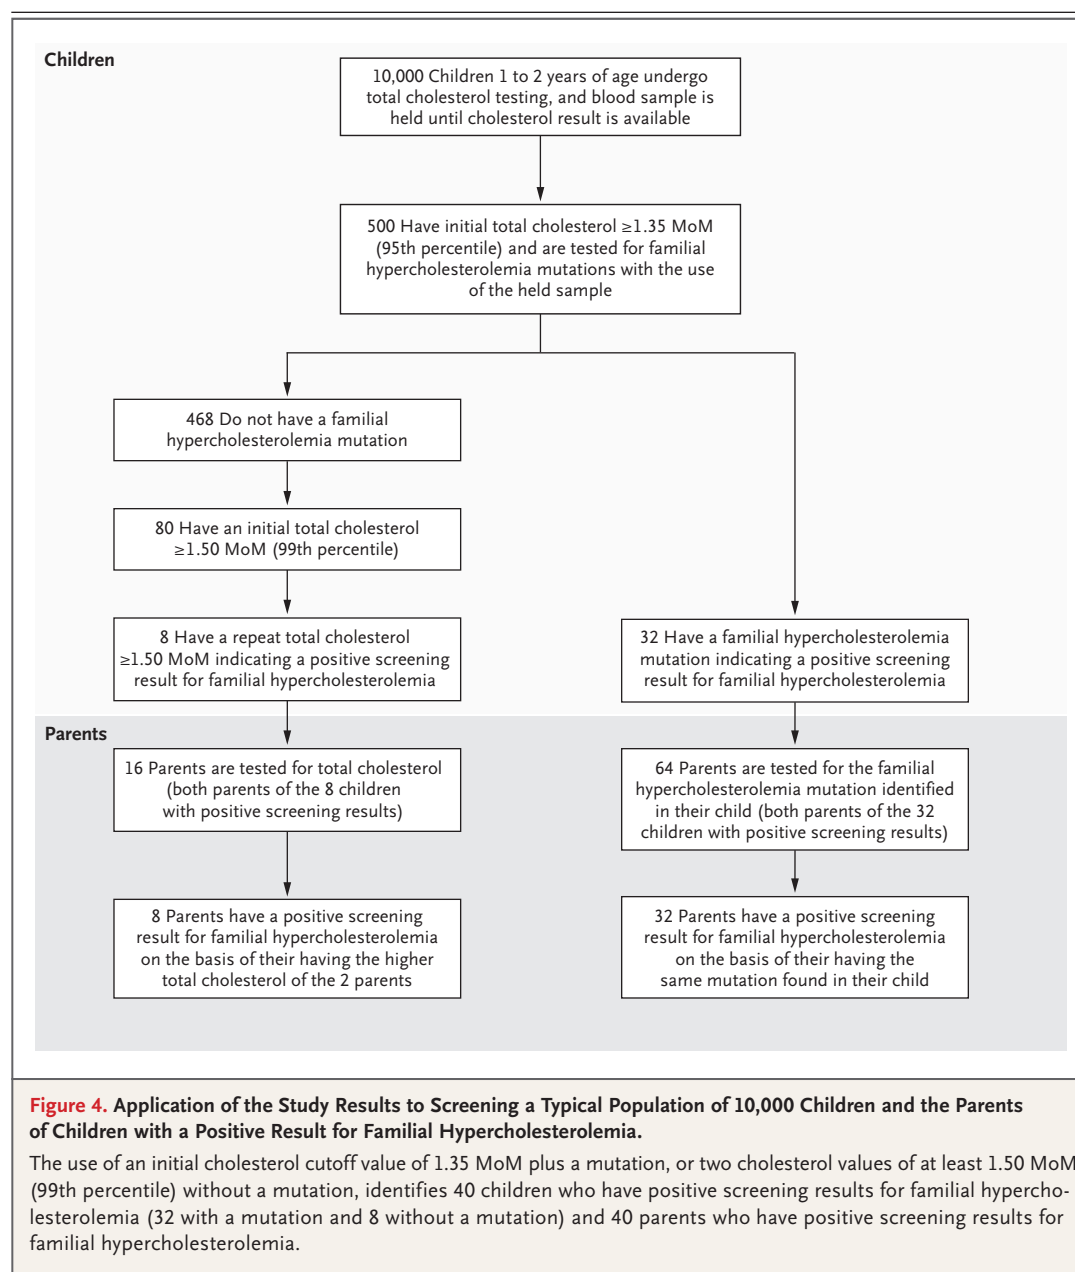 Children
10,000 Children 1 to 2 years of age undergo
total cholesterol testing, and blood sample is
held until cholesterol result is available
500 Have initial total cholesterol ≥1.35 MoM
(95th percentile) and are tested for familial
hypercholesterolemia mutations with the use
of the held sample
468 Do not have a familial
hypercholesterolemia mutation
80 Have an initial total cholesterol
≥1.50 MoM (99th percentile)
8 Have a repeat total cholesterol
≥1.50 MoM indicating a positive screening
result for familial hypercholesterolemia
32 Have a familial hypercholesterolemia
mutation indicating a positive screening
result for familial hypercholesterolemia
Parents
16 Parents are tested for total cholesterol
(both parents of the 8 children
with positive screening results)
64 Parents are tested for the familial
hypercholesterolemia mutation identified
in their child (both parents of the 32
children with positive screening results)
8 Parents have a positive screening
result for familial hypercholesterolemia
on the basis of their having the higher
total cholesterol of the 2 parents
32 Parents have a positive screening
result for familial hypercholesterolemia
on the basis of their having the
same mutation found in their child
Figure 4. Application of the Study Results to Screening a Typical Population of 10,000 Children and the Parents
of Children with a Positive Result for Familial Hypercholesterolemia.
The use of an initial cholesterol cutoff value of 1.35 MoM plus a mutation, or two cholesterol values of at least 1.50 MoM
(99th percentile) without a mutation, identifies 40 children who have positive screening results for familial hypercho-
lesterolemia (32 with a mutation and 8 without a mutation) and 40 parents who have positive screening results for
familial hypercholesterolemia.